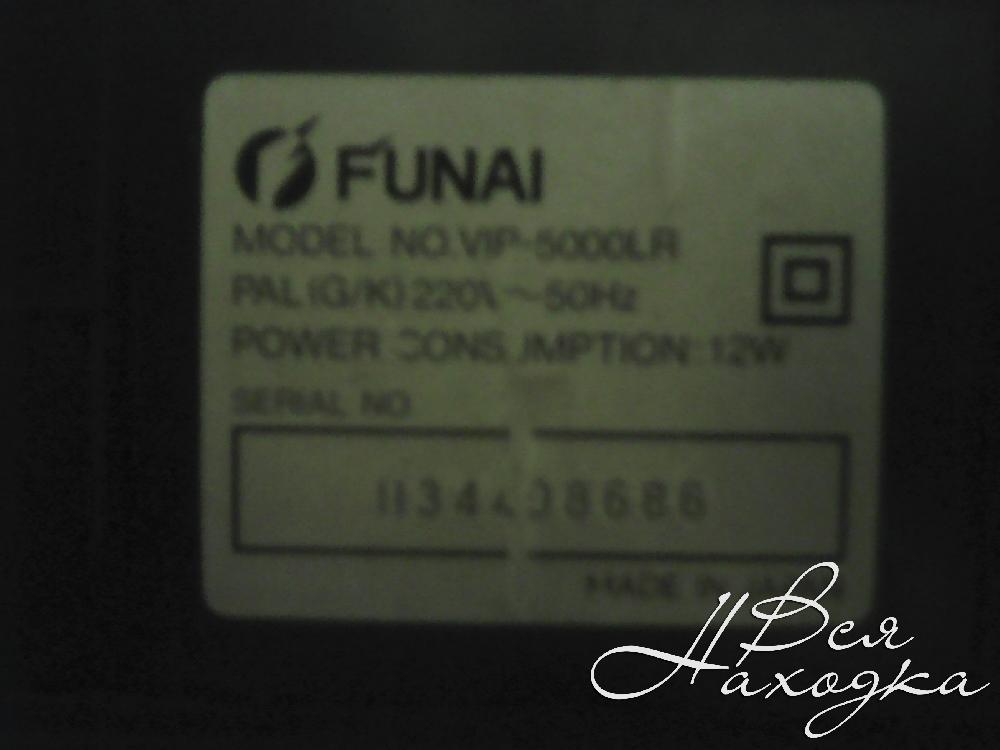 FUNAI
MODEL NO. VIP-5000LR
PAL (G/K) 220V ~ 50Hz
POWER CONSUMPTION: 12W
SERIAL NO.
MADE IN
Вся
Находка